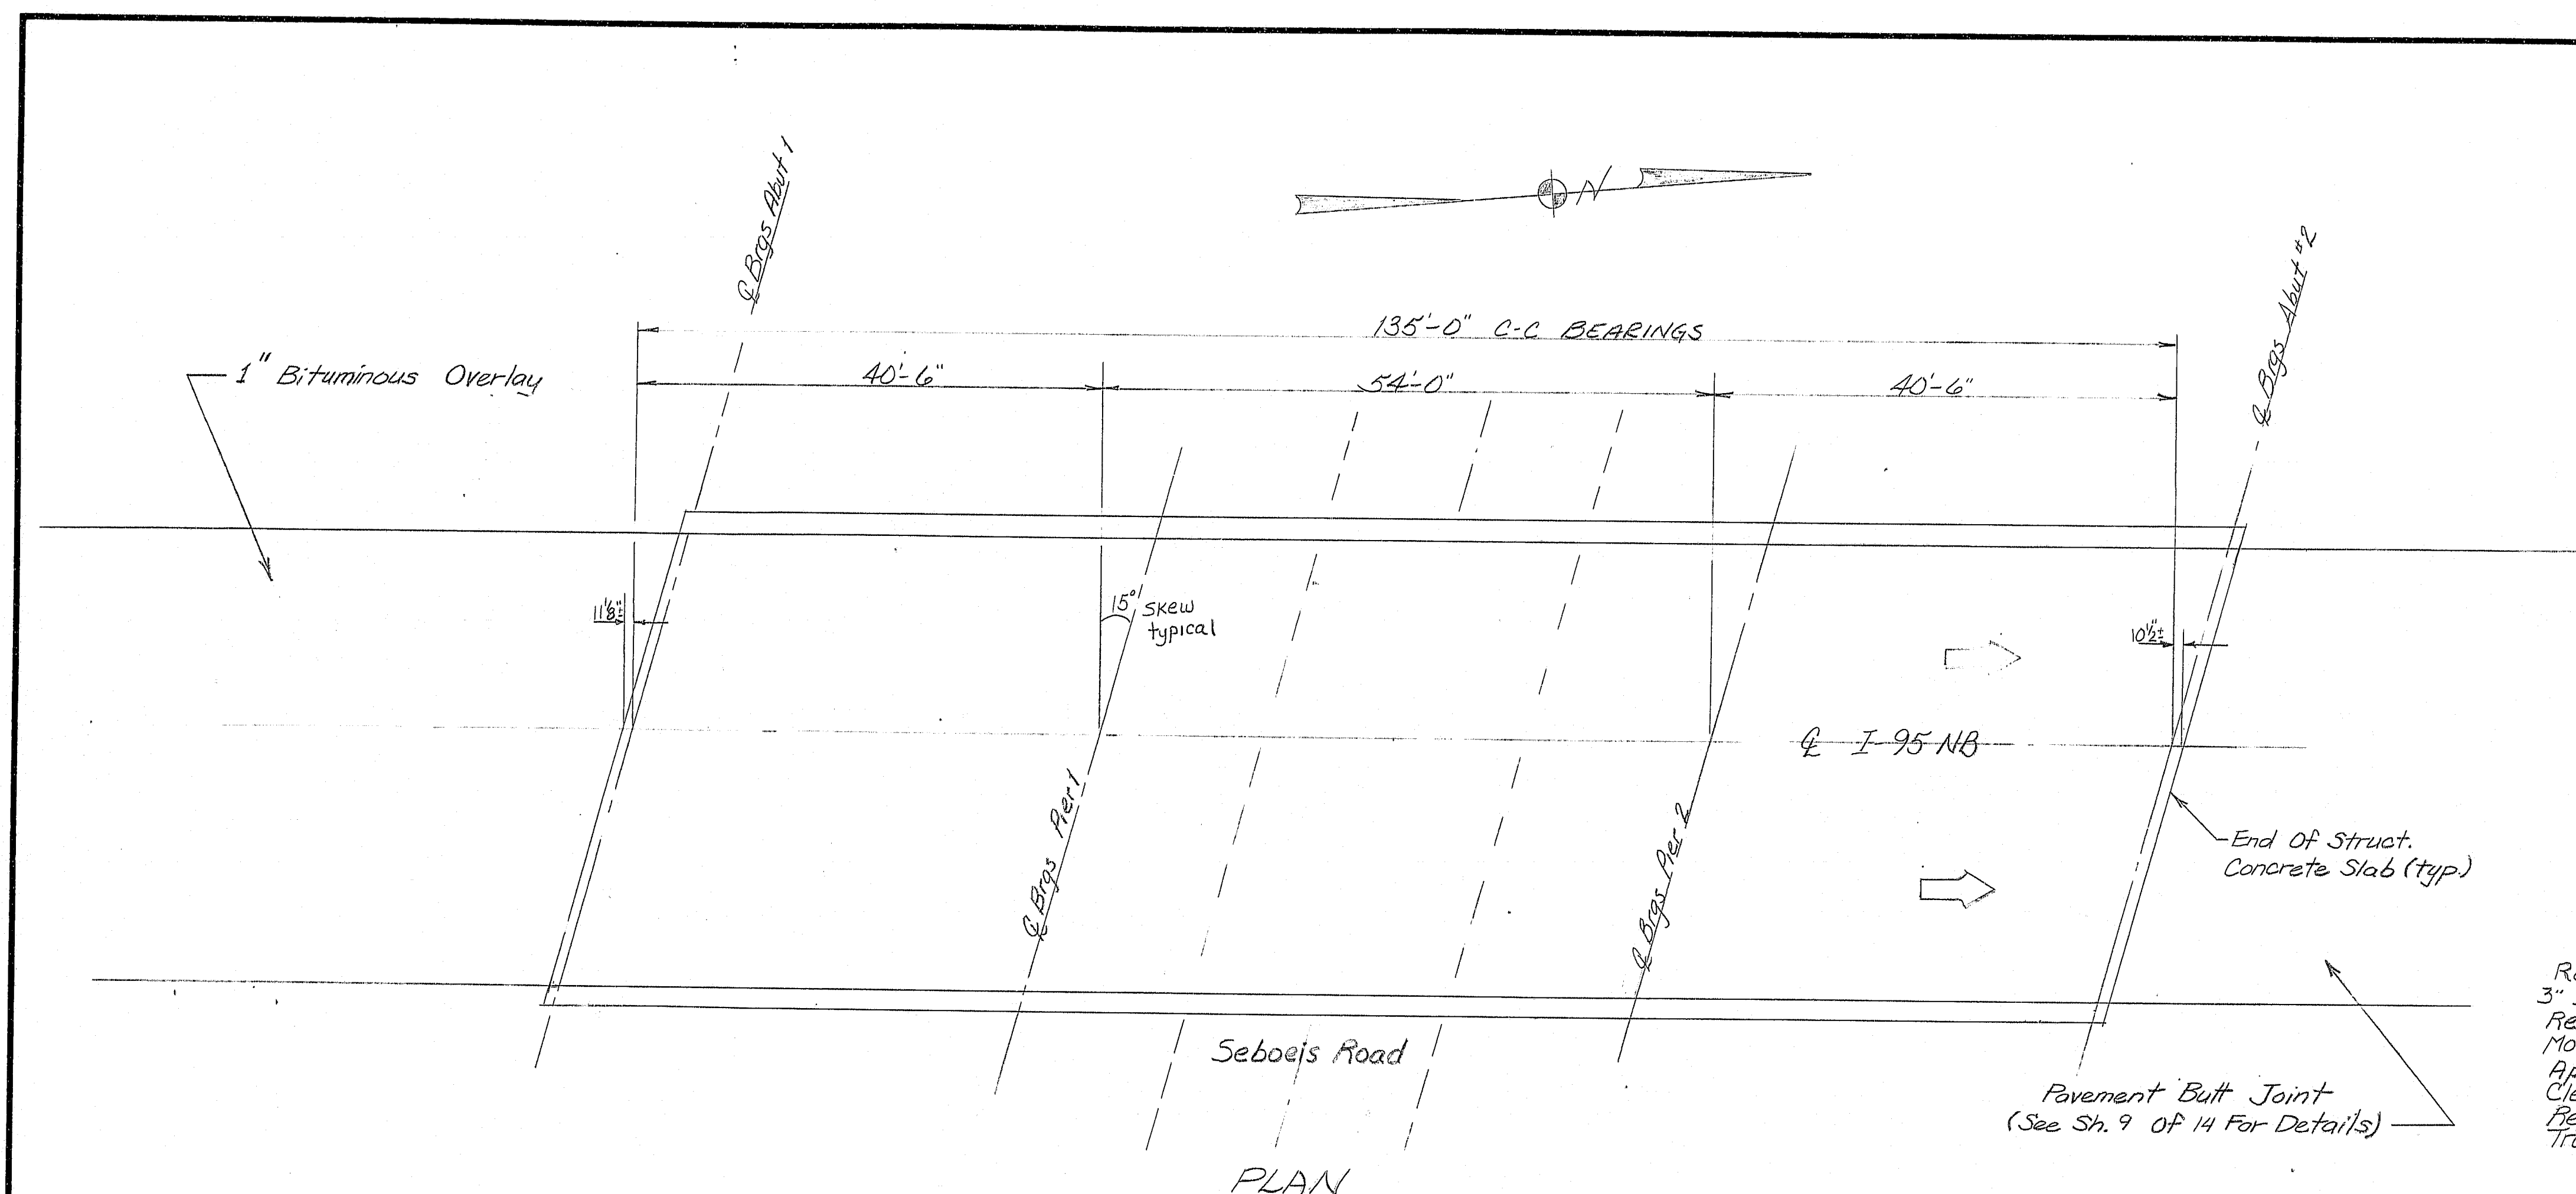 ℄ Brgs Abut 1
N
℄ Brgs Abut #2
135'-0" C-C BEARINGS
1" Bituminous Overlay
40'-6"
54'-0"
40'-6"
11⅛"±
15° skew
typical
10½"±
℄ I-95 NB
℄ Brgs Pier 1
℄ Brgs Pier 2
End Of Struct.
Concrete Slab (typ.)
Seboeis Road
Pavement Butt Joint
(See Sh. 9 Of 14 For Details)
3"
PLAN